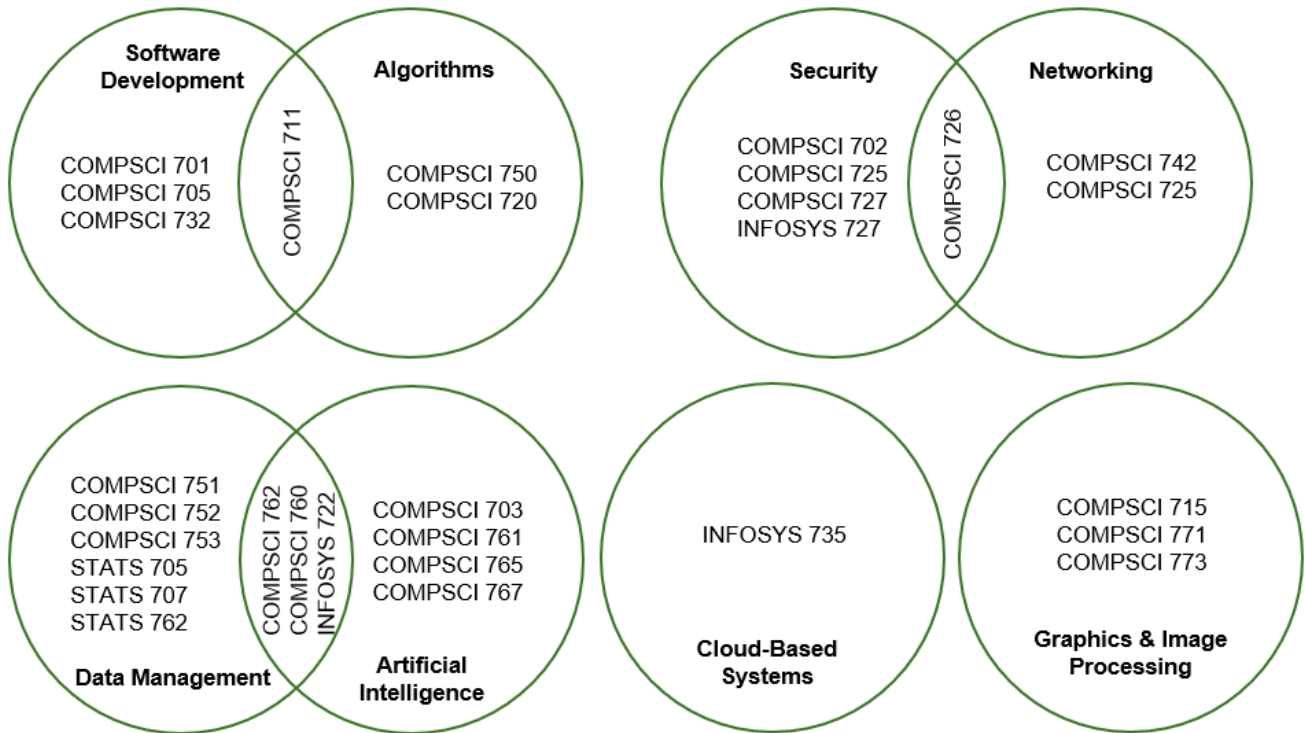 Software
Development
COMPSCI 701
COMPSCI 705
COMPSCI 732
COMPSCI 711
Algorithms
COMPSCI 750
COMPSCI 720
Security
COMPSCI 702
COMPSCI 725
COMPSCI 727
INFOSYS 727
COMPSCI 726
Networking
COMPSCI 742
COMPSCI 725
COMPSCI 751
COMPSCI 752
COMPSCI 753
STATS 705
STATS 707
STATS 762
Data Management
COMPSCI 762
COMPSCI 760
INFOSYS 722
COMPSCI 703
COMPSCI 761
COMPSCI 765
COMPSCI 767
Artificial
Intelligence
INFOSYS 735
Cloud-Based
Systems
COMPSCI 715
COMPSCI 771
COMPSCI 773
Graphics & Image
Processing